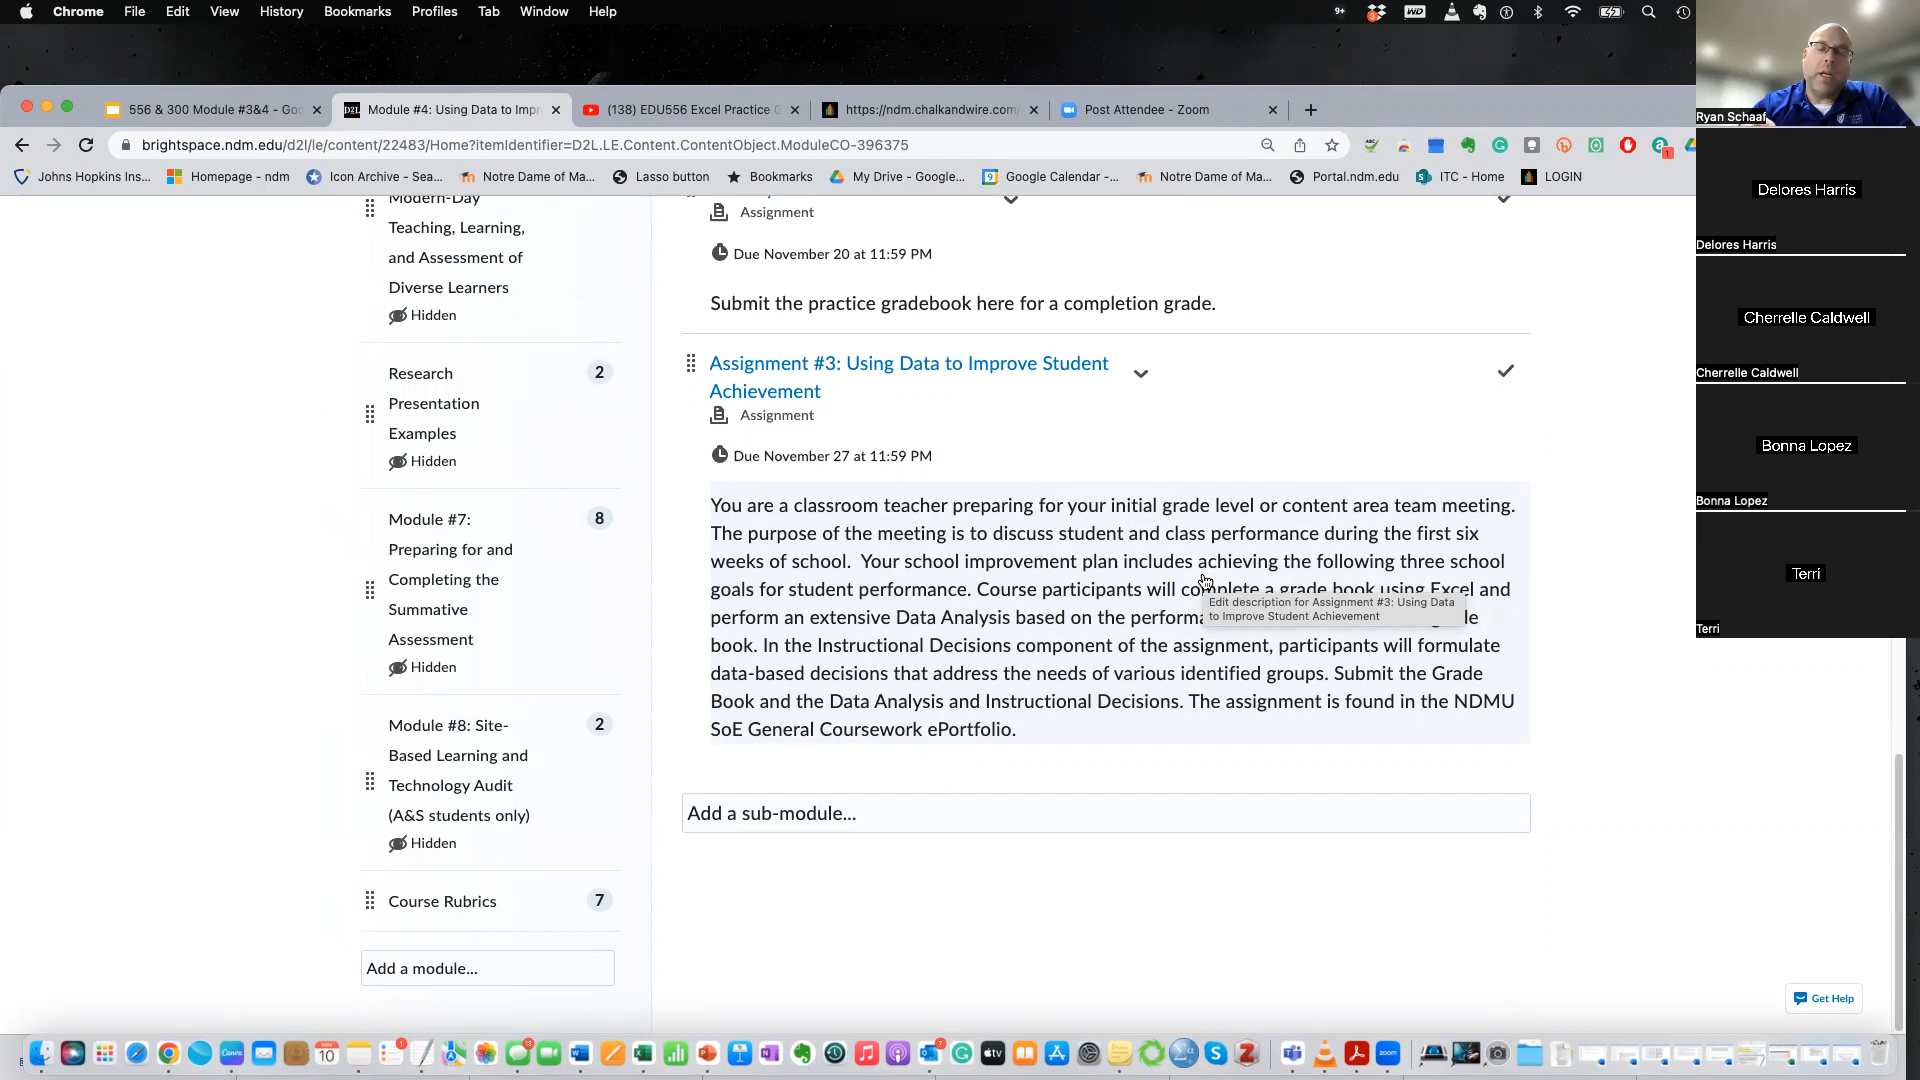 Chrome File Edit View History Bookmarks Profiles Tab Window Help
556 & 300 Module #3&4 - Goo
Module #4: Using Data to Impr
(138) EDU556 Excel Practice G
https://ndm.chalkandwire.com/
Post Attendee - Zoom
brightspace.ndm.edu/d2l/le/content/22483/Home?itemIdentifier=D2L.LE.Content.ContentObject.ModuleCO-396375
Johns Hopkins Ins...
Homepage - ndm
Icon Archive - Sea...
Notre Dame of Ma...
Lasso button
Bookmarks
My Drive - Google...
Google Calendar -...
Notre Dame of Ma...
Portal.ndm.edu
ITC - Home
LOGIN
Modern-Day
Teaching, Learning,
and Assessment of
Diverse Learners
Hidden
Research 2
Presentation
Examples
Hidden
Module #7: 8
Preparing for and
Completing the
Summative
Assessment
Hidden
Module #8: Site- 2
Based Learning and
Technology Audit
(A&S students only)
Hidden
Course Rubrics 7
Add a module...
Assignment
Due November 20 at 11:59 PM
Submit the practice gradebook here for a completion grade.
Assignment #3: Using Data to Improve Student
Achievement
Assignment
Due November 27 at 11:59 PM
You are a classroom teacher preparing for your initial grade level or content area team meeting.
The purpose of the meeting is to discuss student and class performance during the first six
weeks of school. Your school improvement plan includes achieving the following three school
goals for student performance. Course participants will complete a grade book using Excel and
perform an extensive Data Analysis based on the performa
book. In the Instructional Decisions component of the assignment, participants will formulate
data-based decisions that address the needs of various identified groups. Submit the Grade
Book and the Data Analysis and Instructional Decisions. The assignment is found in the NDMU
SoE General Coursework ePortfolio.
Edit description for Assignment #3: Using Data
to Improve Student Achievement
Add a sub-module...
Get Help
Ryan Schaaf
Delores Harris
Delores Harris
Cherrelle Caldwell
Cherrelle Caldwell
Bonna Lopez
Bonna Lopez
Terri
Terri